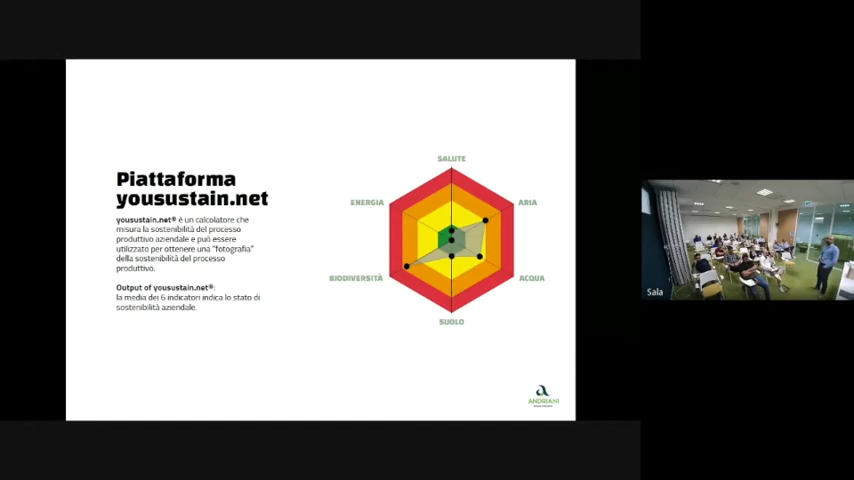 Piattaforma
yousustain.net
yousustain.net® è un calcolatore che
misura la sostenibilità del processo
produttivo aziendale e può essere
utilizzato per ottenere una "fotografia"
della sostenibilità del processo
produttivo.
Output of yousustain.net®:
la media dei 6 indicatori indica lo stato di
sostenibilità aziendale.
SALUTE
ENERGIA
ARIA
BIODIVERSITÀ
ACQUA
SUOLO
ANDRIANI
Sala